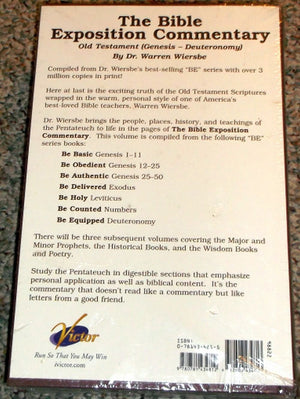 The Bible
Exposition Commentary
Old Testament (Genesis – Deuteronomy)
By Dr. Warren Wiersbe
Compiled from Dr. Wiersbe's best-selling "BE" series with over 3
million copies in print!
Here at last is the exciting truth of the Old Testament Scriptures
wrapped in the warm, personal style of one of America's
best-loved Bible teachers, Warren Wiersbe.
Dr. Wiersbe brings the people, places, history, and teachings of
the Pentateuch to life in the pages of The Bible Exposition
Commentary. This volume is compiled from the following "BE"
series books:
Be Basic Genesis 1–11
Be Obedient Genesis 12–25
Be Authentic Genesis 25–50
Be Delivered Exodus
Be Holy Leviticus
Be Counted Numbers
Be Equipped Deuteronomy
There will be three subsequent volumes covering the Major and
Minor Prophets, the Historical Books, and the Wisdom Books
and Poetry.
Study the Pentateuch in digestible sections that emphasize
personal application as well as biblical content. It's the
commentary that doesn't read like a commentary but like
letters from a good friend.
Victor
Run So That You May Win
ivictor.com
ISBN: